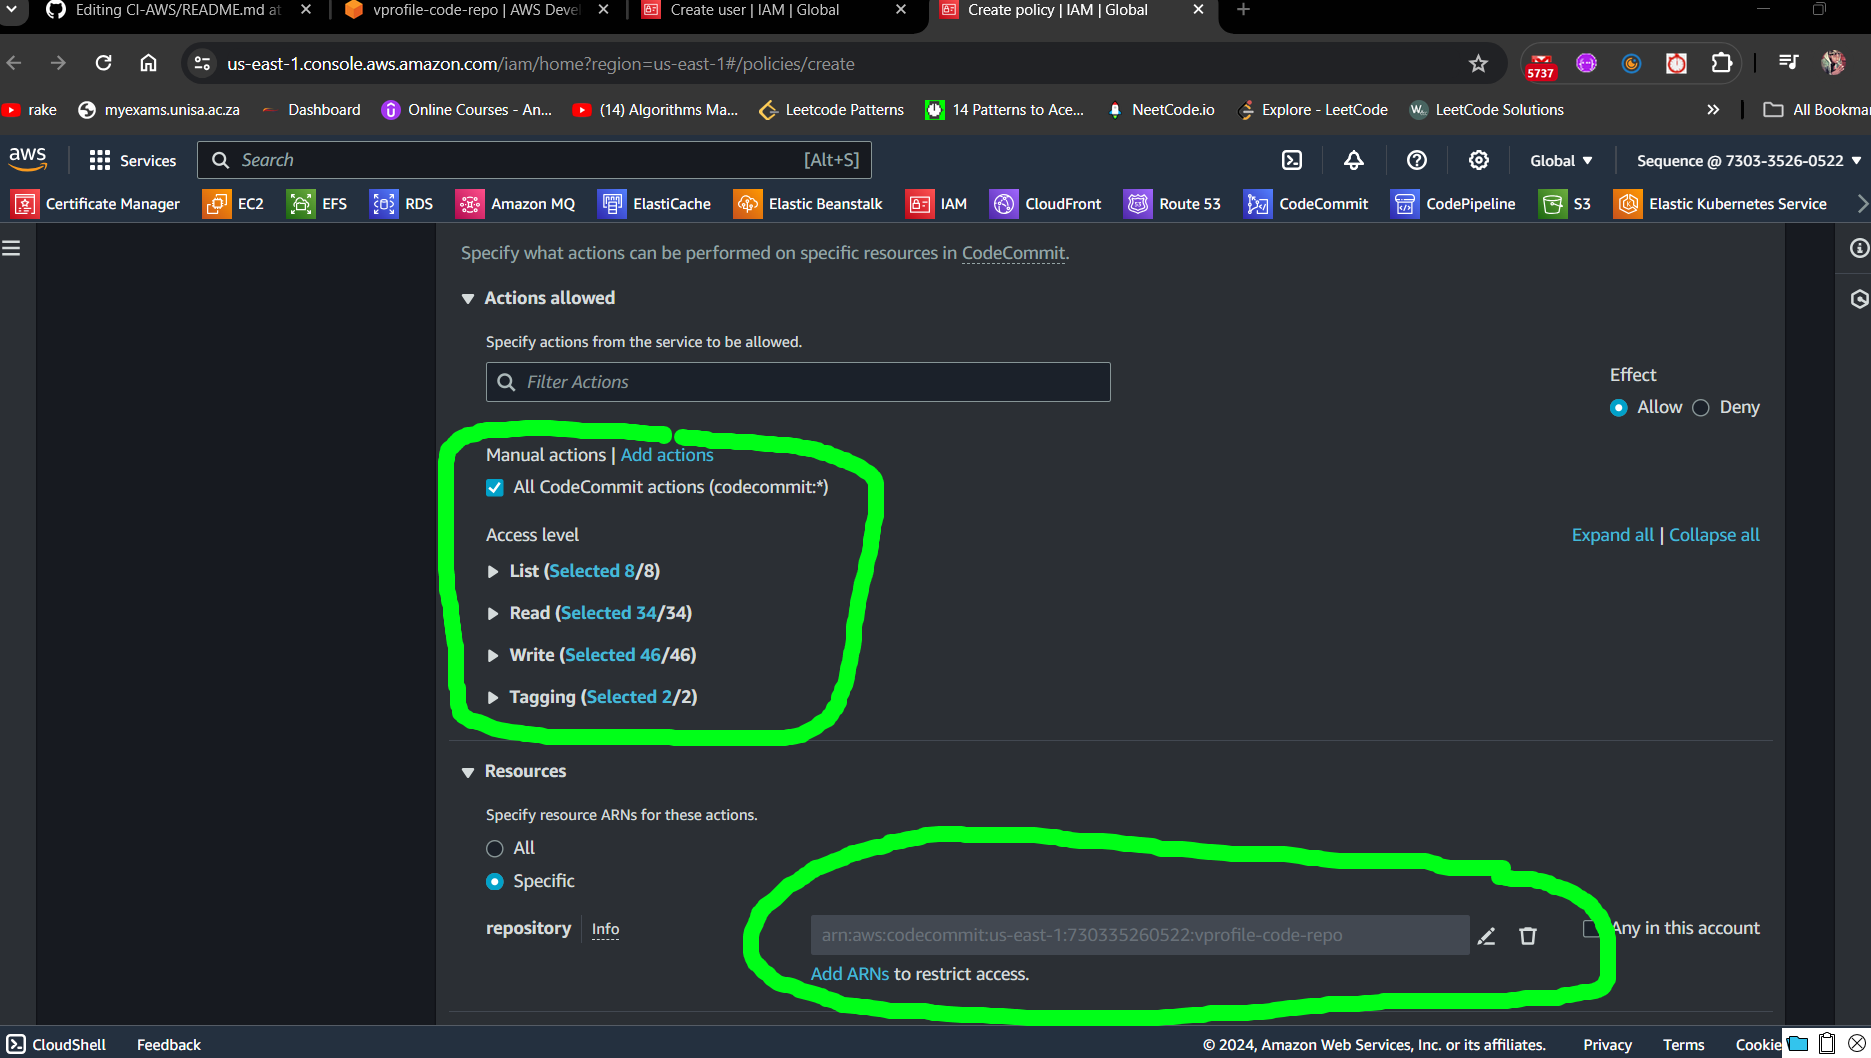 Editing CI-AWS/README.md at
vprofile-code-repo | AWS Devel
Create user | IAM | Global
Create policy | IAM | Global
us-east-1.console.aws.amazon.com/iam/home?region=us-east-1#/policies/create
5737
rake
myexams.unisa.ac.za
Dashboard
Online Courses - An...
(14) Algorithms Ma...
Leetcode Patterns
14 Patterns to Ace...
NeetCode.io
Explore - LeetCode
LeetCode Solutions
All Bookmar
aws
Services
Search
[Alt+S]
Global
Sequence @ 7303-3526-0522
Certificate Manager
EC2
EFS
RDS
Amazon MQ
ElastiCache
Elastic Beanstalk
IAM
CloudFront
Route 53
CodeCommit
CodePipeline
S3
Elastic Kubernetes Service
Specify what actions can be performed on specific resources in CodeCommit.
Actions allowed
Specify actions from the service to be allowed.
Filter Actions
Effect
Allow
Deny
Manual actions | Add actions
All CodeCommit actions (codecommit:*)
Access level
Expand all | Collapse all
List (Selected 8/8)
Read (Selected 34/34)
Write (Selected 46/46)
Tagging (Selected 2/2)
Resources
Specify resource ARNs for these actions.
All
Specific
repository
Info
arn:aws:codecommit:us-east-1:730335260522:vprofile-code-repo
Any in this account
Add ARNs to restrict access.
CloudShell
Feedback
© 2024, Amazon Web Services, Inc. or its affiliates.
Privacy
Terms
Cookie